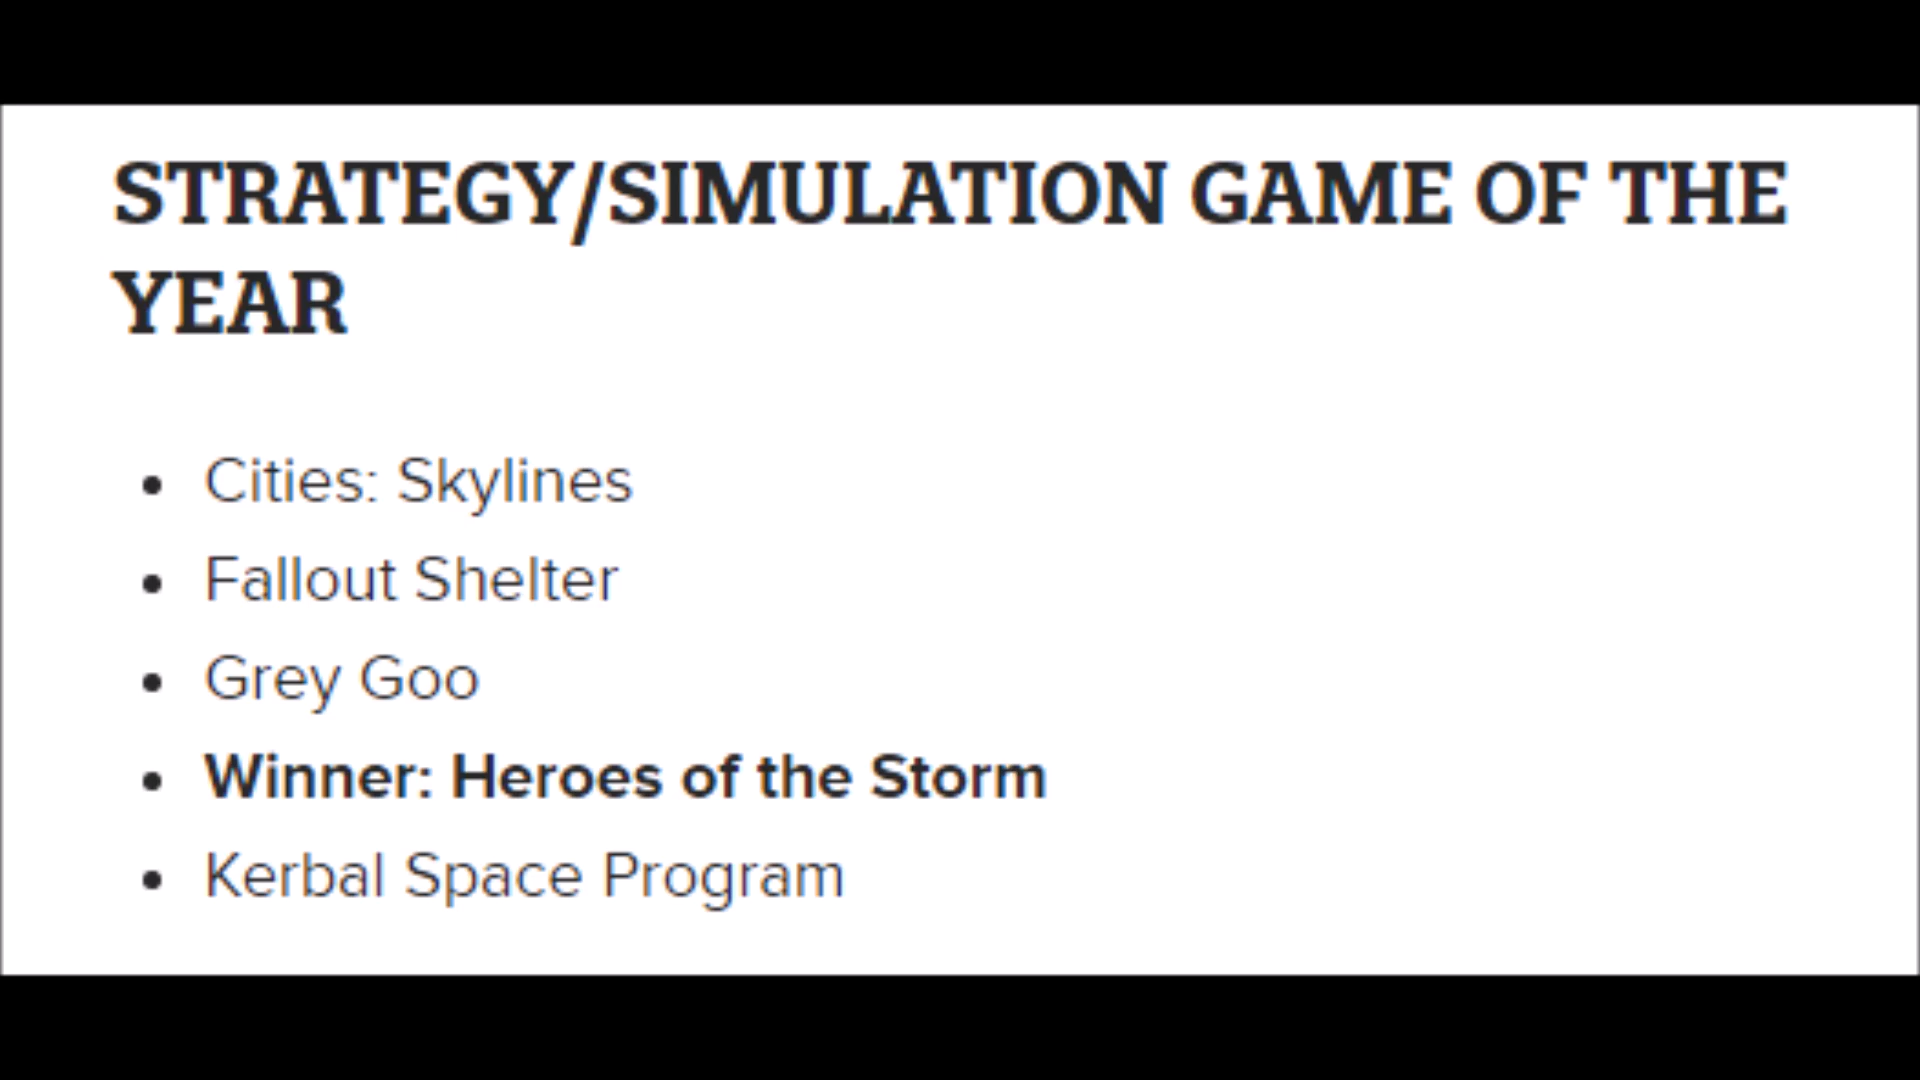 STRATEGY/SIMULATION GAME OF THE
YEAR
Cities: Skylines
Fallout Shelter
Grey Goo
Winner: Heroes of the Storm
Kerbal Space Program